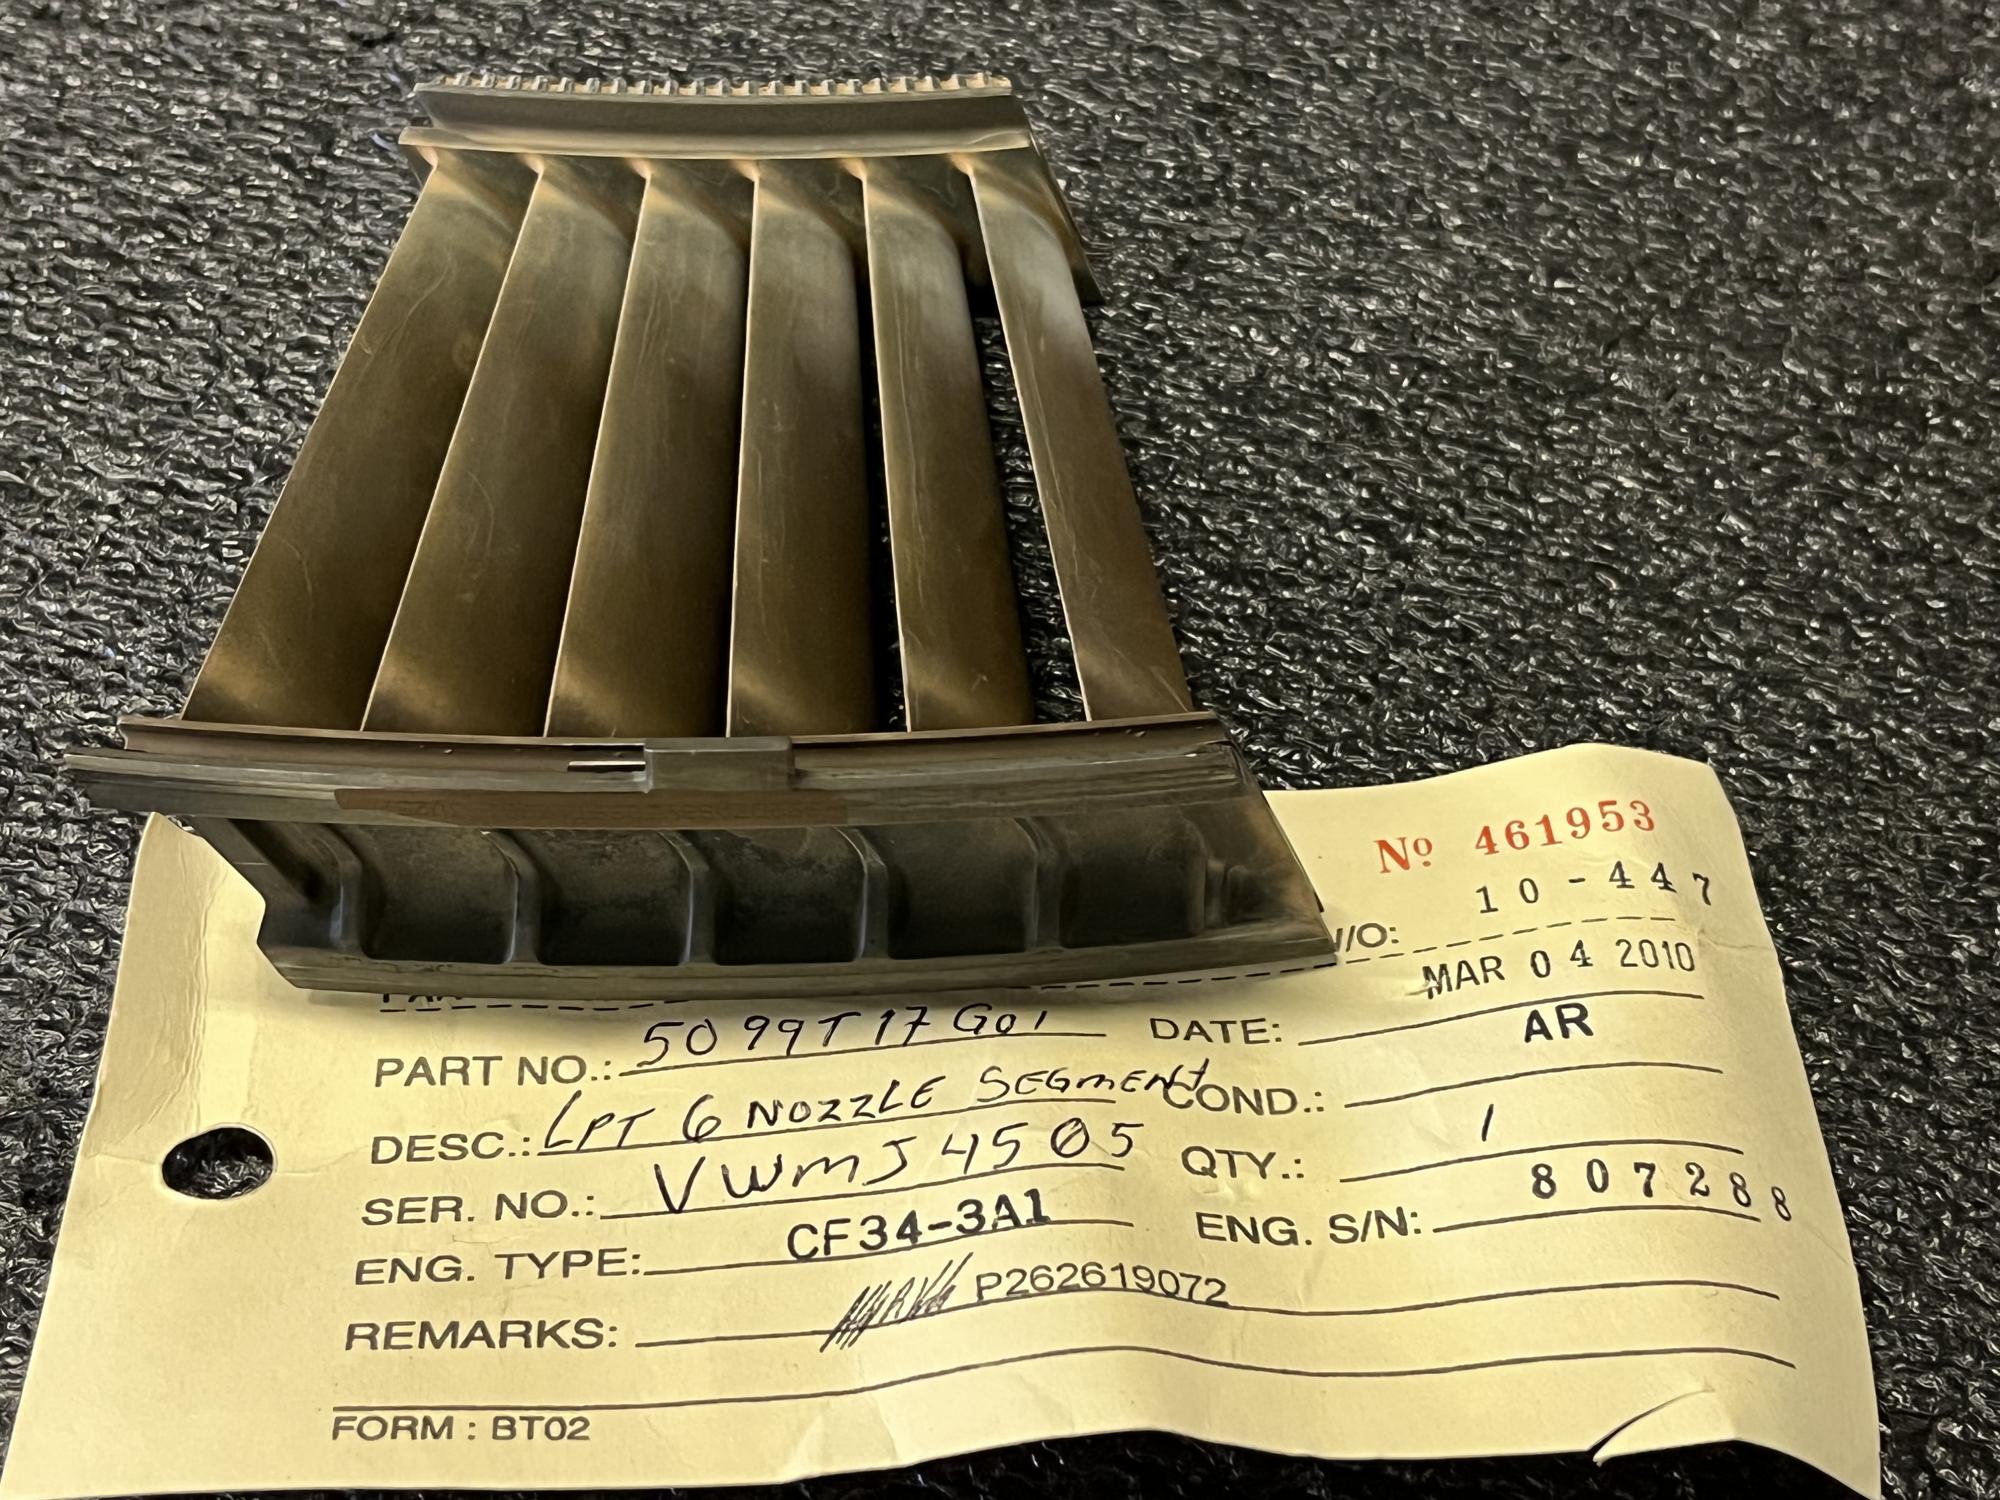 Nº 461953
10-447
/O:
MAR 04 2010
PART NO.: 5099T17G01 DATE:
AR
DESC.: LPT 6 NOZZLE SEGMENT COND.:
1
SER. NO.: VWMJ4505 QTY.:
807288
ENG. TYPE: CF34-3A1 ENG. S/N:
REMARKS: P262619072
FORM : BT02